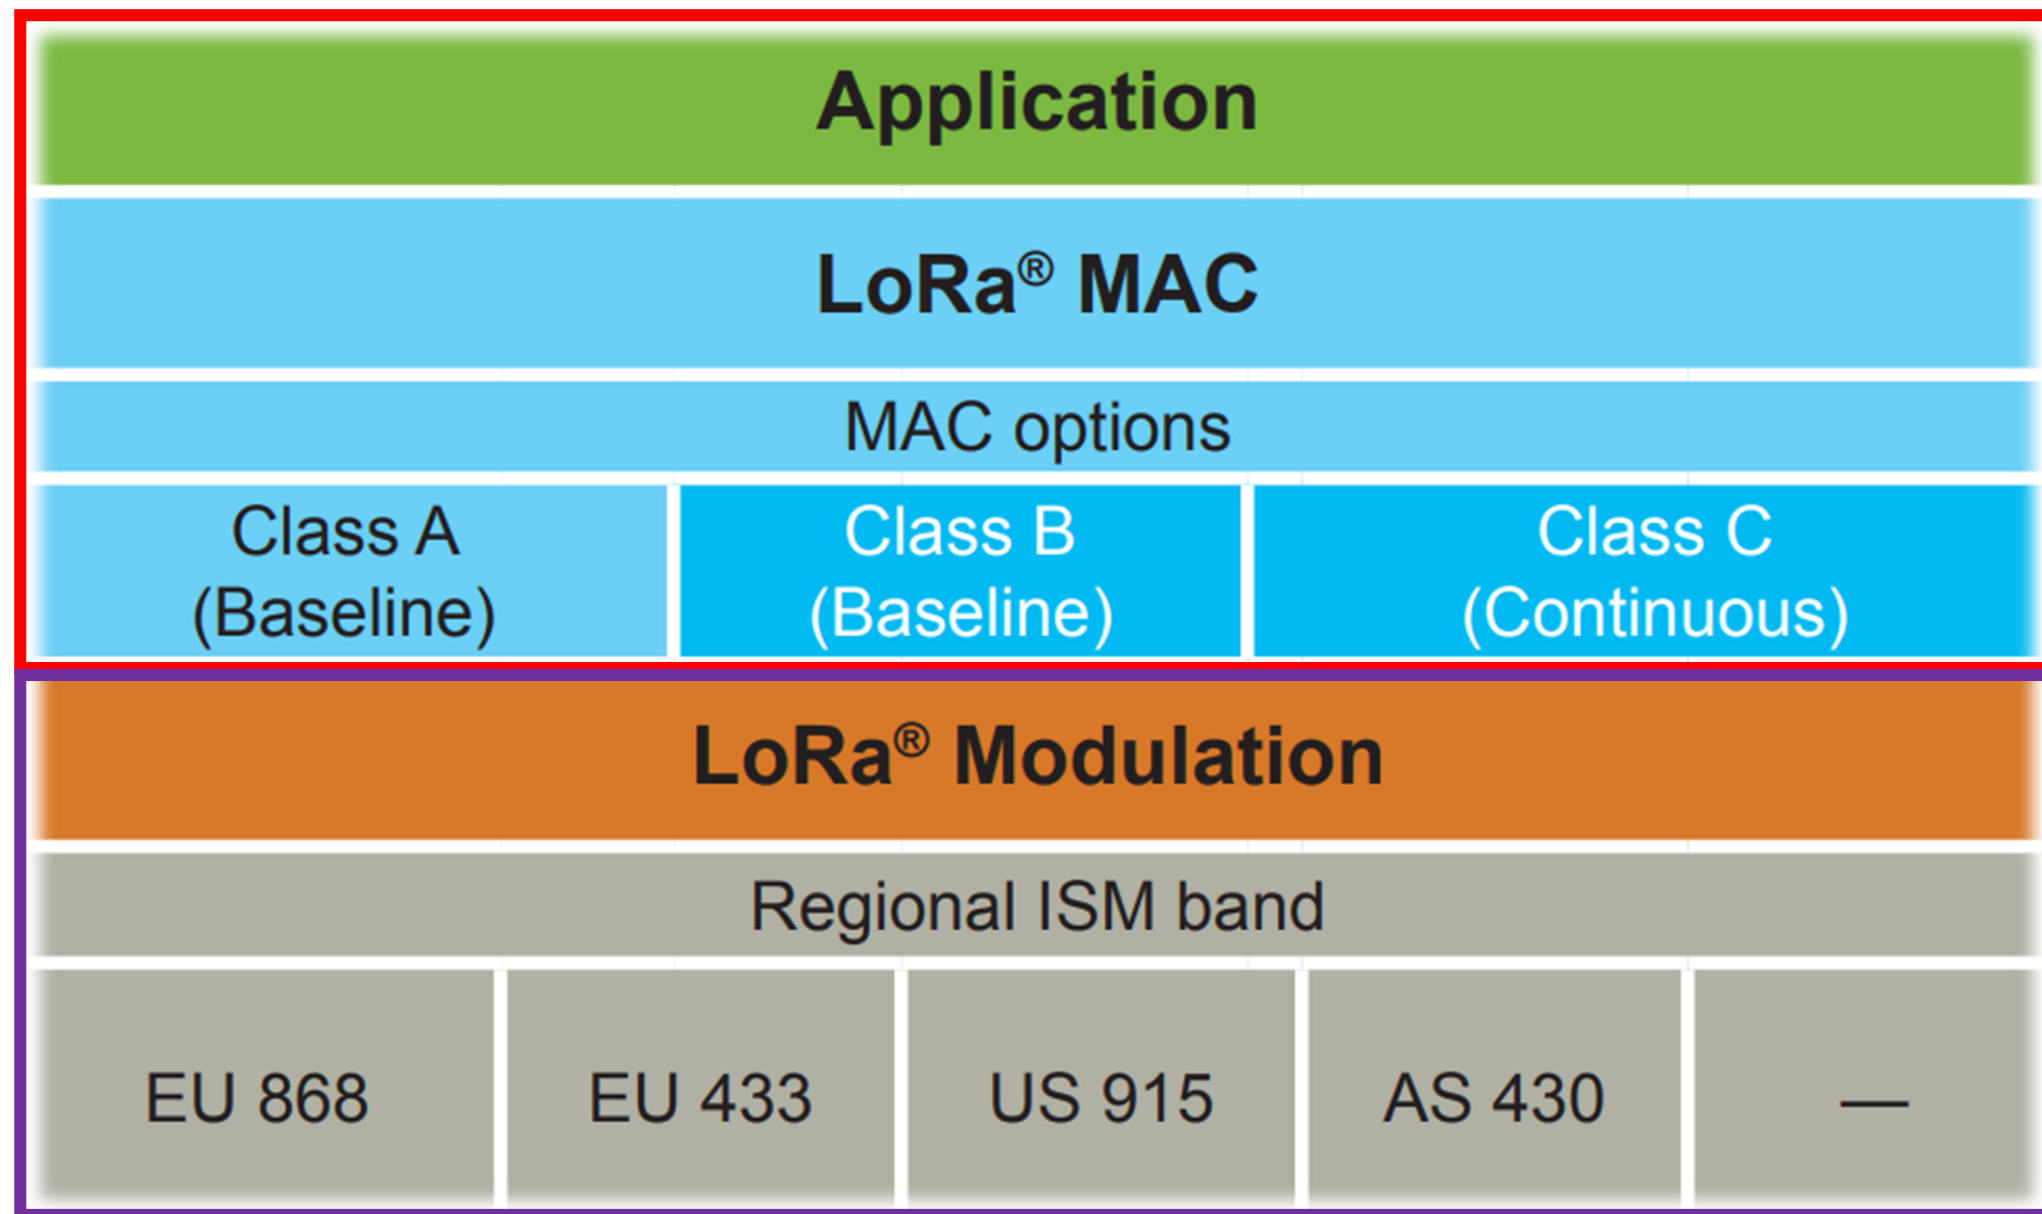 Application
LoRa® MAC
MAC options
Class A
(Baseline)
Class B
(Baseline)
Class C
(Continuous)
LoRa® Modulation
Regional ISM band
EU 868
EU 433
US 915
AS 430
—